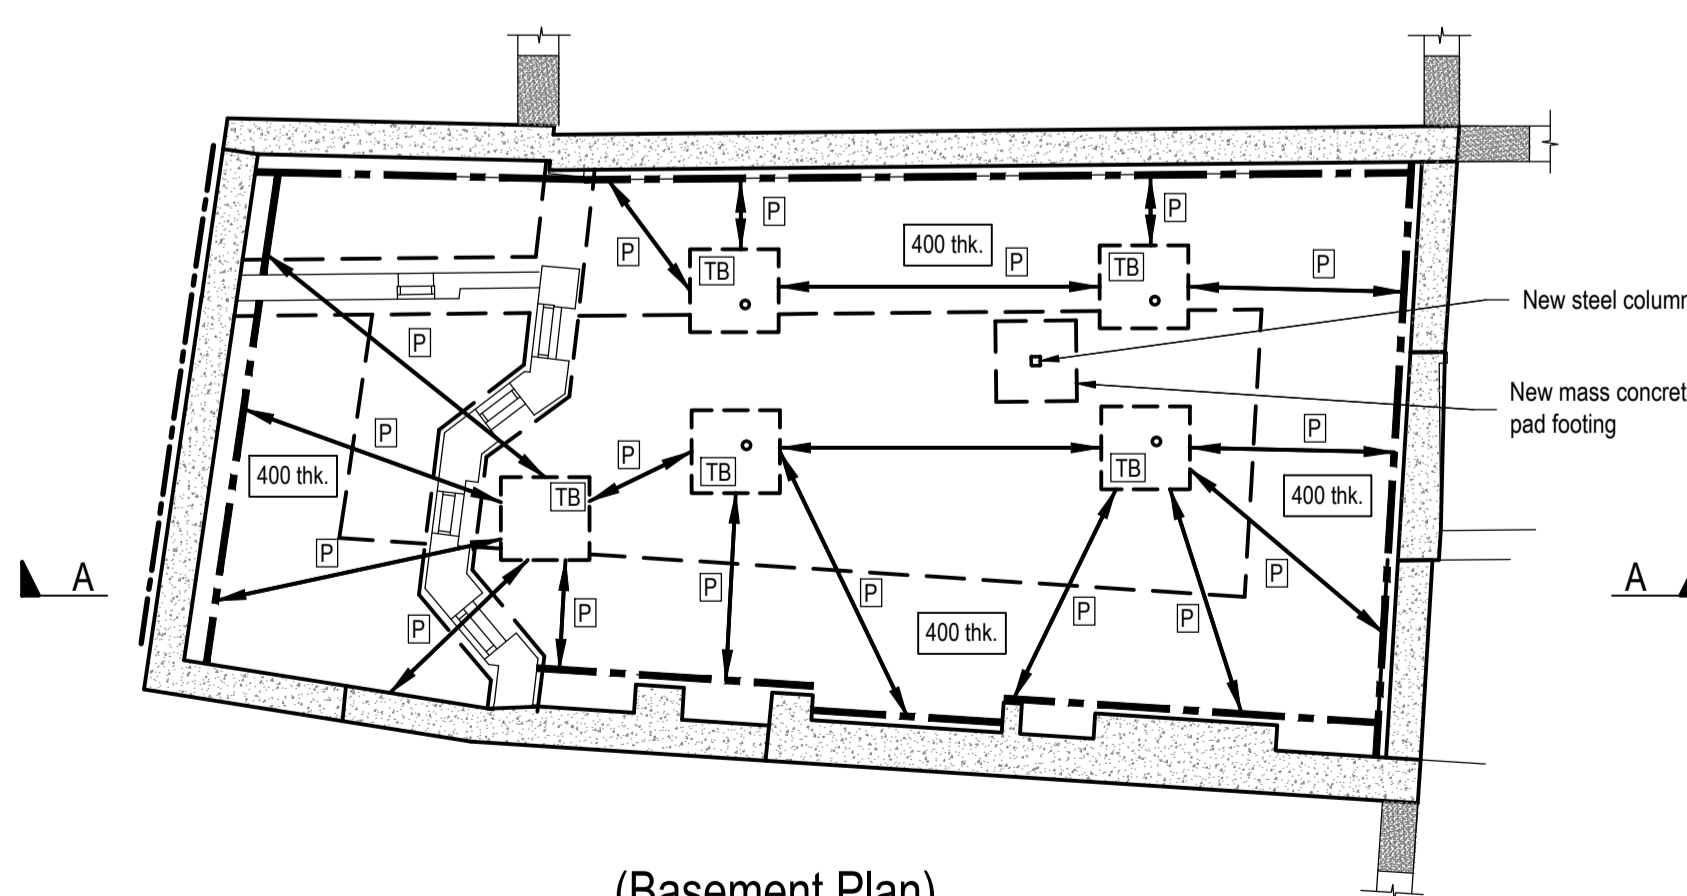 P
P
P
400 thk.
P
P
TB
TB
New steel column
P
New mass concret
pad footing
P
P
P
400 thk.
TB
TB
TB
400 thk.
P
P
A
A
P
P
P
P
P
P
400 thk.
(Basement Plan)